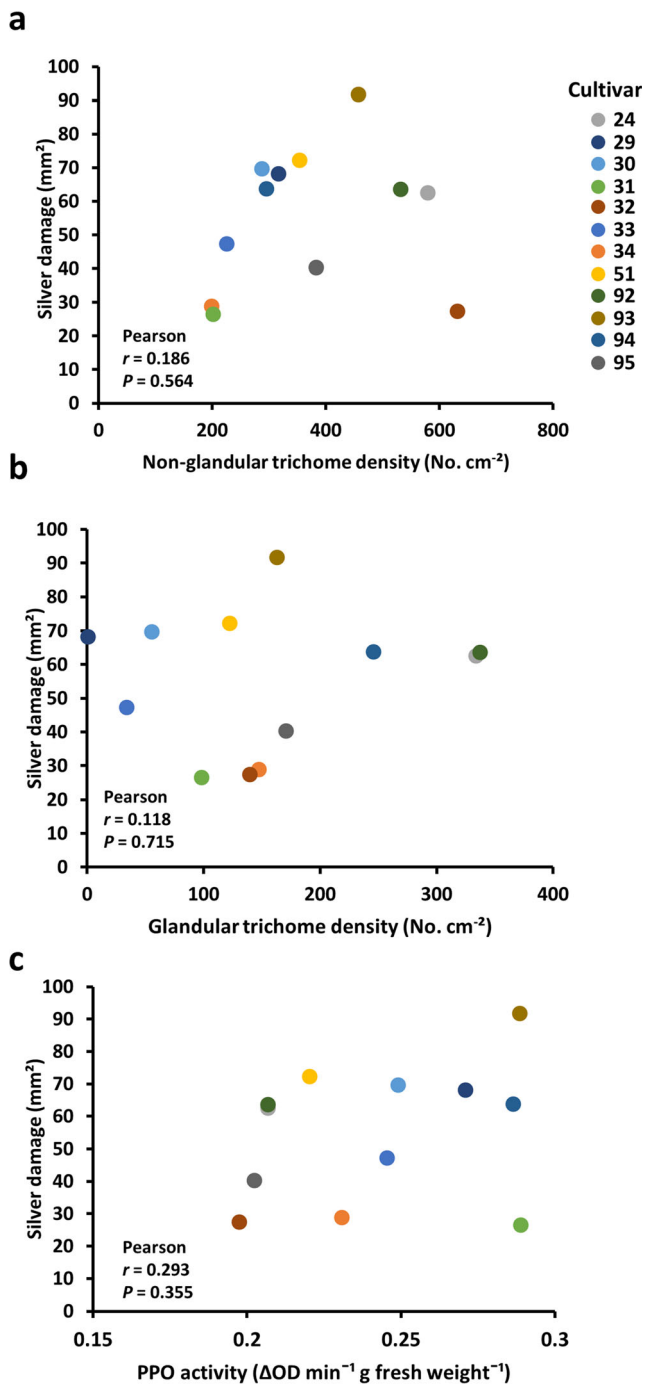 a
Silver damage (mm²)
100
90
80
70
60
50
40
30
20
10
0
Pearson
r = 0.186
P = 0.564
0 200 400 600 800
Non-glandular trichome density (No. cm⁻²)
Cultivar
24
29
30
31
32
33
34
51
92
93
94
95
b
Silver damage (mm²)
100
90
80
70
60
50
40
30
20
10
0
Pearson
r = 0.118
P = 0.715
0 100 200 300 400
Glandular trichome density (No. cm⁻²)
c
Silver damage (mm²)
100
90
80
70
60
50
40
30
20
10
0
Pearson
r = 0.293
P = 0.355
0.15 0.2 0.25 0.3
PPO activity (ΔOD min⁻¹ g fresh weight⁻¹)